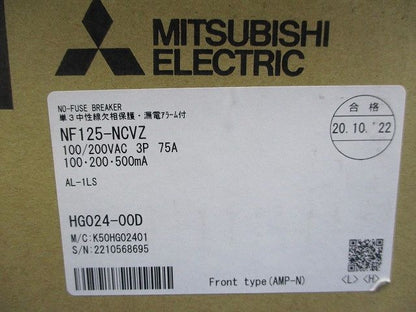 MITSUBISHI
ELECTRIC
NO-FUSE BREAKER
単3中性線欠相保護・漏電アラーム付
NF125-NCVZ
100/200VAC 3P 75A
100・200・500mA
AL-1LS
HG024-00D
M/C:K50HG02401
S/N:2210568695
合格
20.10.'22
Front type(AMP-N)
<L> <H>